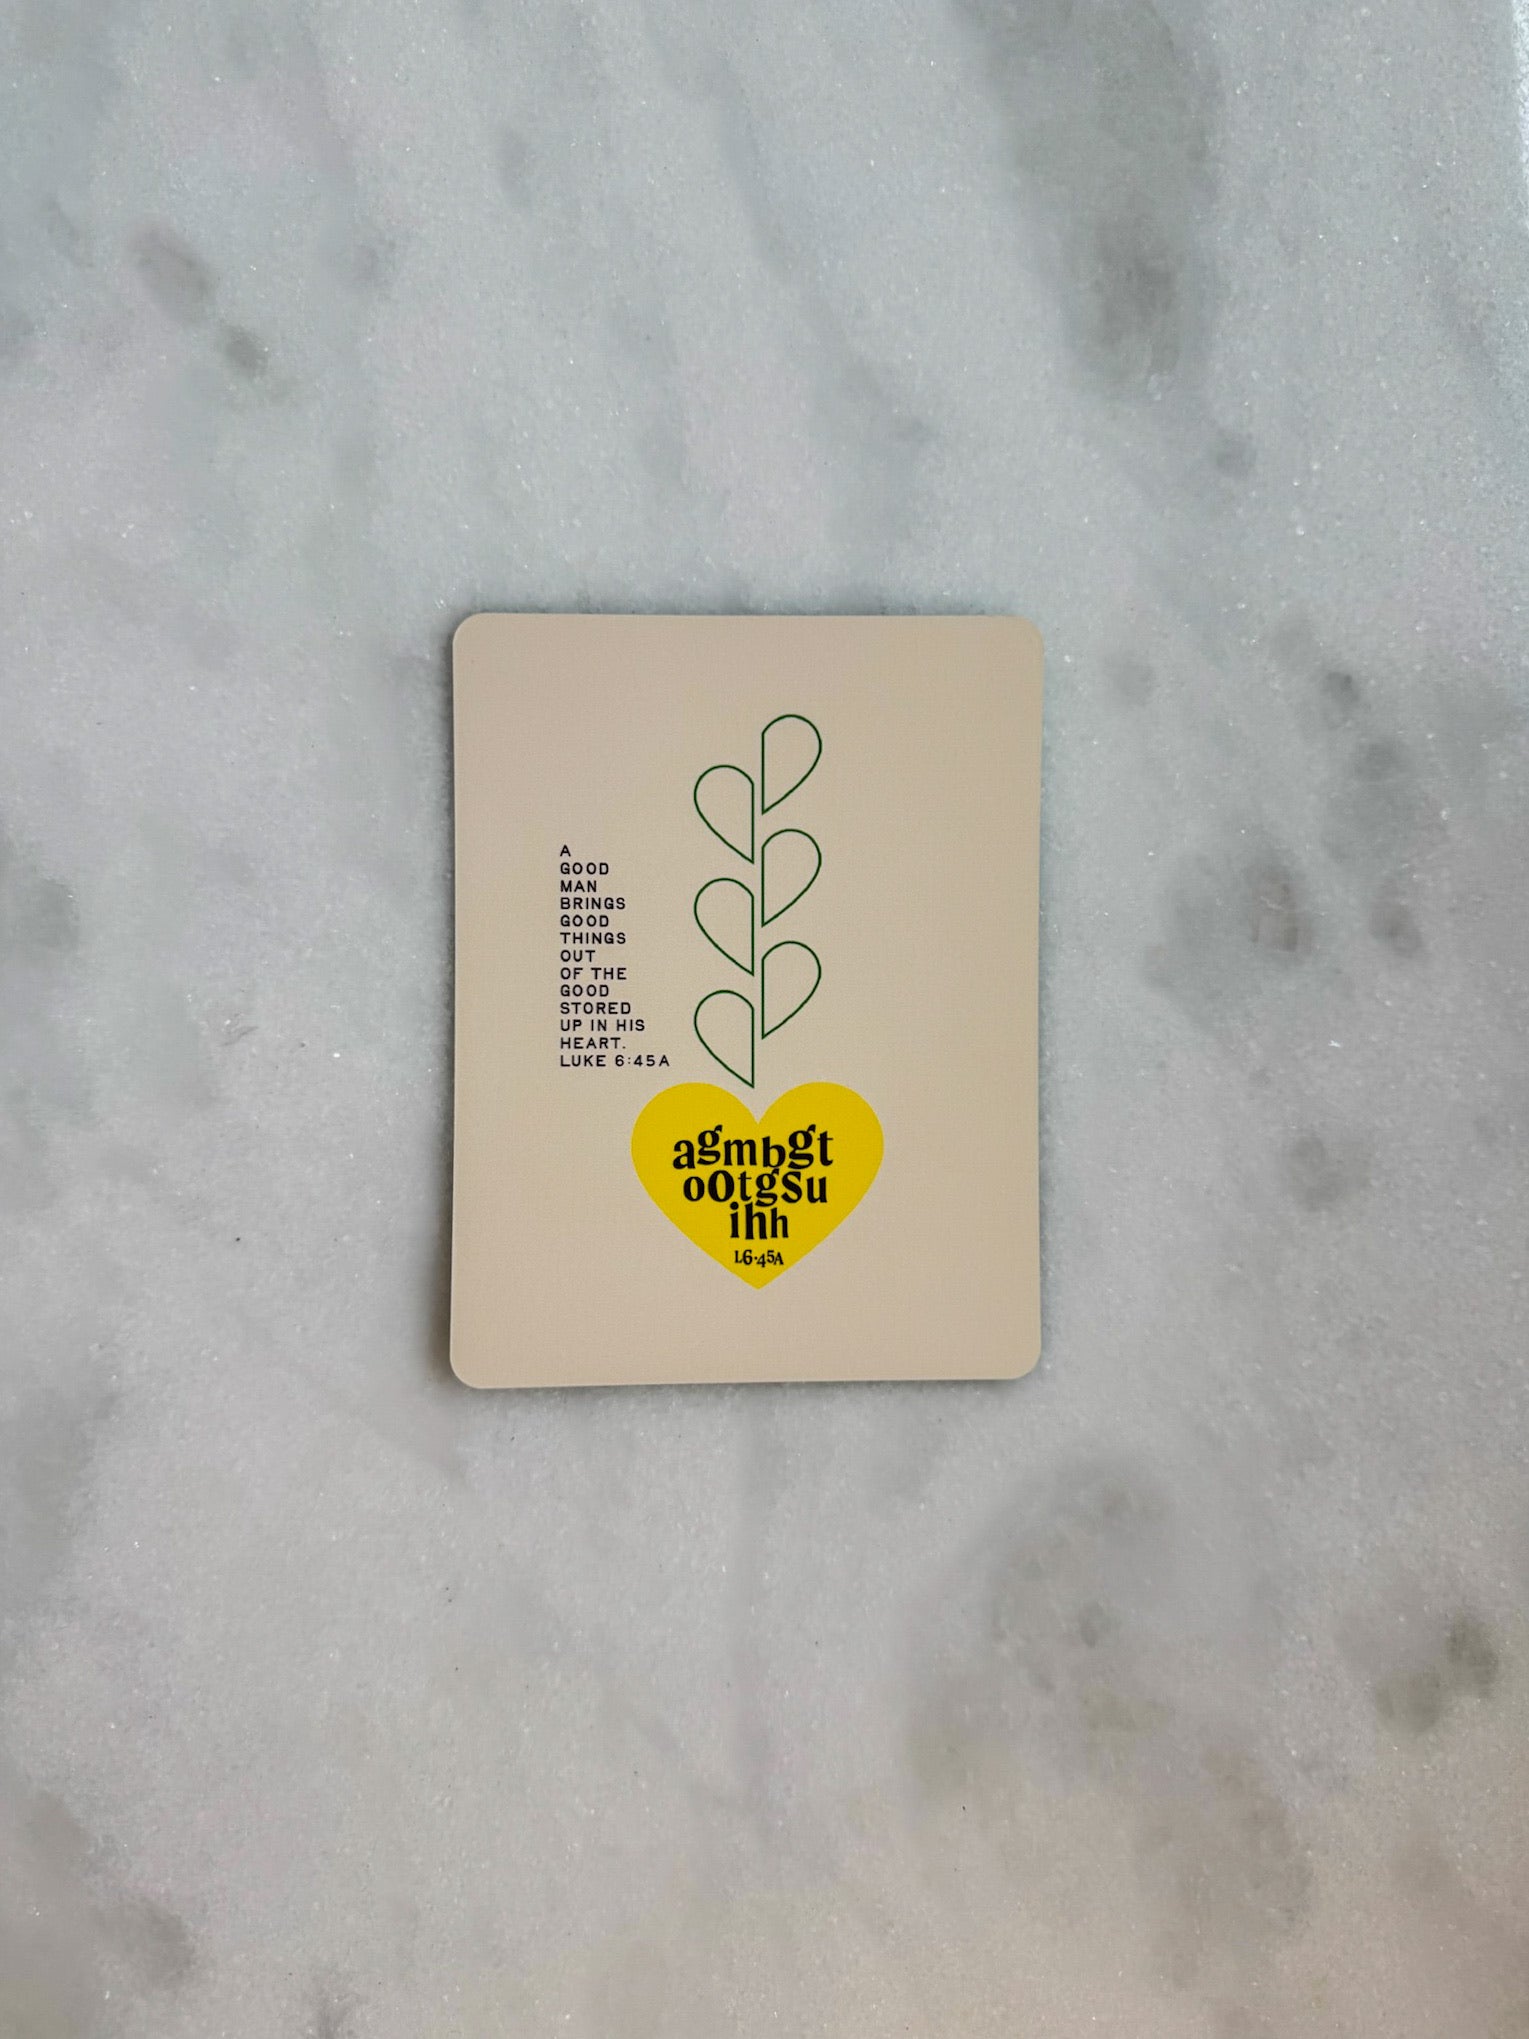 A
GOOD
MAN
BRINGS
GOOD
THINGS
OUT
OF THE
GOOD
STORED
UP IN HIS
HEART.
LUKE 6:45A
agmbgt
ootgsu
ihh
L6·45A